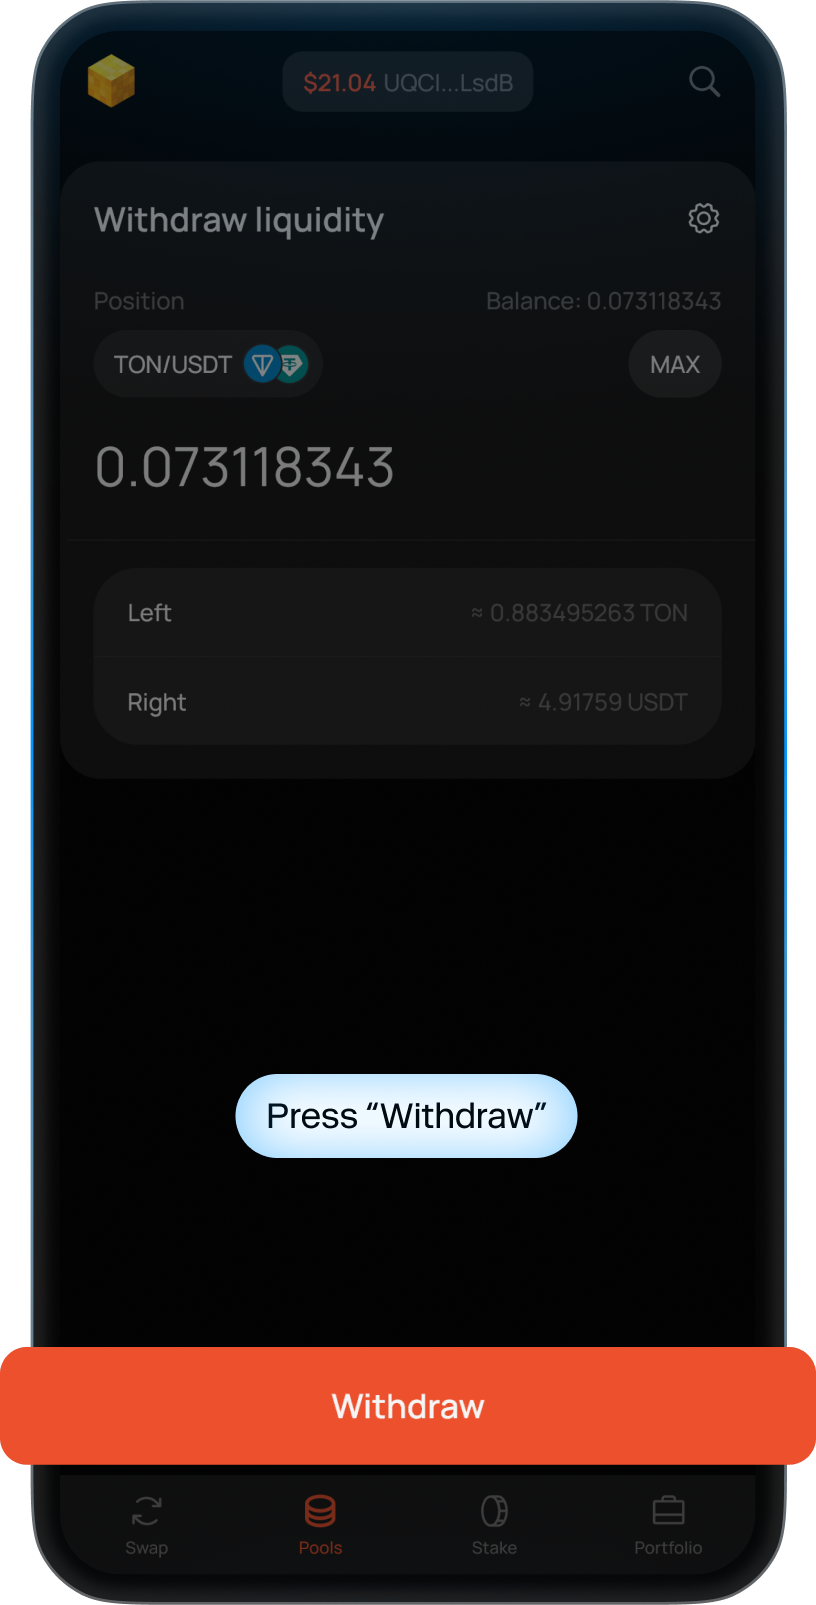 $21.04 UQCI...LsdB
Withdraw liquidity
Position Balance: 0.073118343
TON/USDT MAX
0.073118343
Left ≈ 0.883495263 TON
Right ≈ 4.91759 USDT
Press “Withdraw”
Withdraw
Swap Pools Stake Portfolio